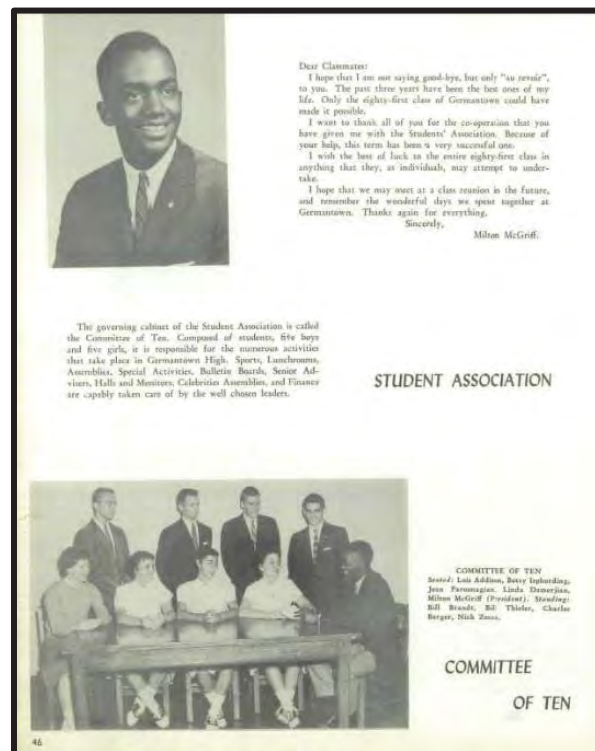 Dear Classmates:
I hope that I am not saying good-bye, but only "au revoir",
to you. The past three years have been the best ones of my
life. Only the eighty-first class of Germantown could have
made it possible.
I want to thank all of you for the co-operation that you
have given me with the Students' Association. Because of
your help, this term has been a very successful one.
I wish the best of luck to the entire eighty-first class in
anything that they, as individuals, may attempt to under-
take.
I hope that we may meet at a class reunion in the future,
and remember the wonderful days we spent together at
Germantown. Thanks again for everything.
Sincerely,
Milton McGriff.
The governing cabinet of the Student Association is called
the Committee of Ten. Composed of students, five boys
and five girls, it is responsible for the numerous activities
that take place in Germantown High. Sports, Lunchrooms,
Assemblies, Special Activities, Bulletin Boards, Senior Ad-
visers, Halls and Monitors, Celebrities Assemblies, and Finance
are capably taken care of by the well chosen leaders.
STUDENT ASSOCIATION
COMMITTEE OF TEN
Seated: Lois Addison, Betsy
Jean Linda Damerjian,
Milton McGriff (President). Standing:
Bill Brandt, Bill Thieler, Charles
Berger, Nick
COMMITTEE
OF TEN
46